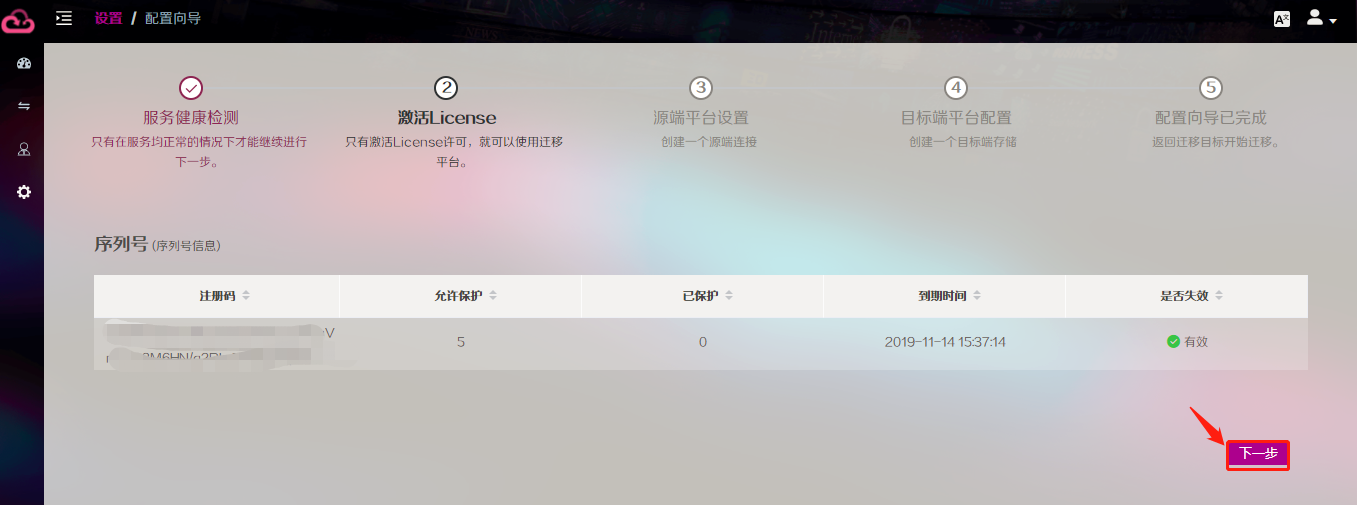 设置 / 配置向导
2
3
4
5
服务健康检测
激活License
源端平台设置
目标端平台配置
配置向导已完成
只有在服务均正常的情况下才能继续进行
下一步。
只有激活License许可，就可以使用迁移
平台。
创建一个源端连接
创建一个目标端存储
返回迁移目标开始迁移。
序列号 (序列号信息)
注册码
允许保护
已保护
到期时间
是否失效
5
0
2019-11-14 15:37:14
有效
下一步